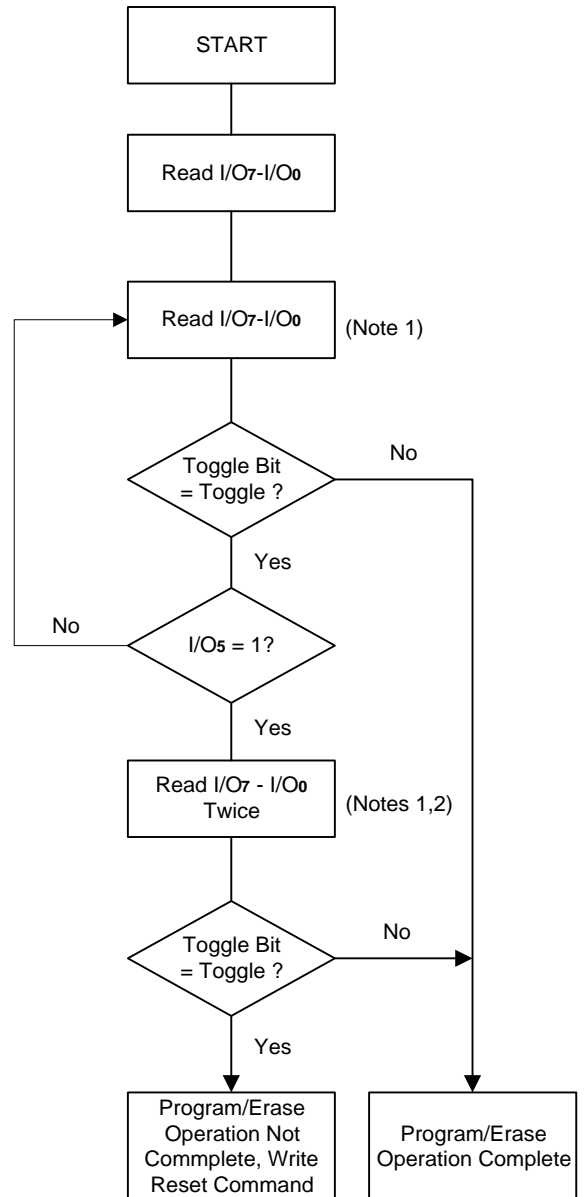 START
Read I/O7-I/O0
Read I/O7-I/O0
(Note 1)
Toggle Bit
= Toggle ?
No
Yes
No
I/O5 = 1?
Yes
Read I/O7 - I/O0
Twice
(Notes 1,2)
Toggle Bit
= Toggle ?
No
Yes
Program/Erase
Operation Not
Commplete, Write
Reset Command
Program/Erase
Operation Complete